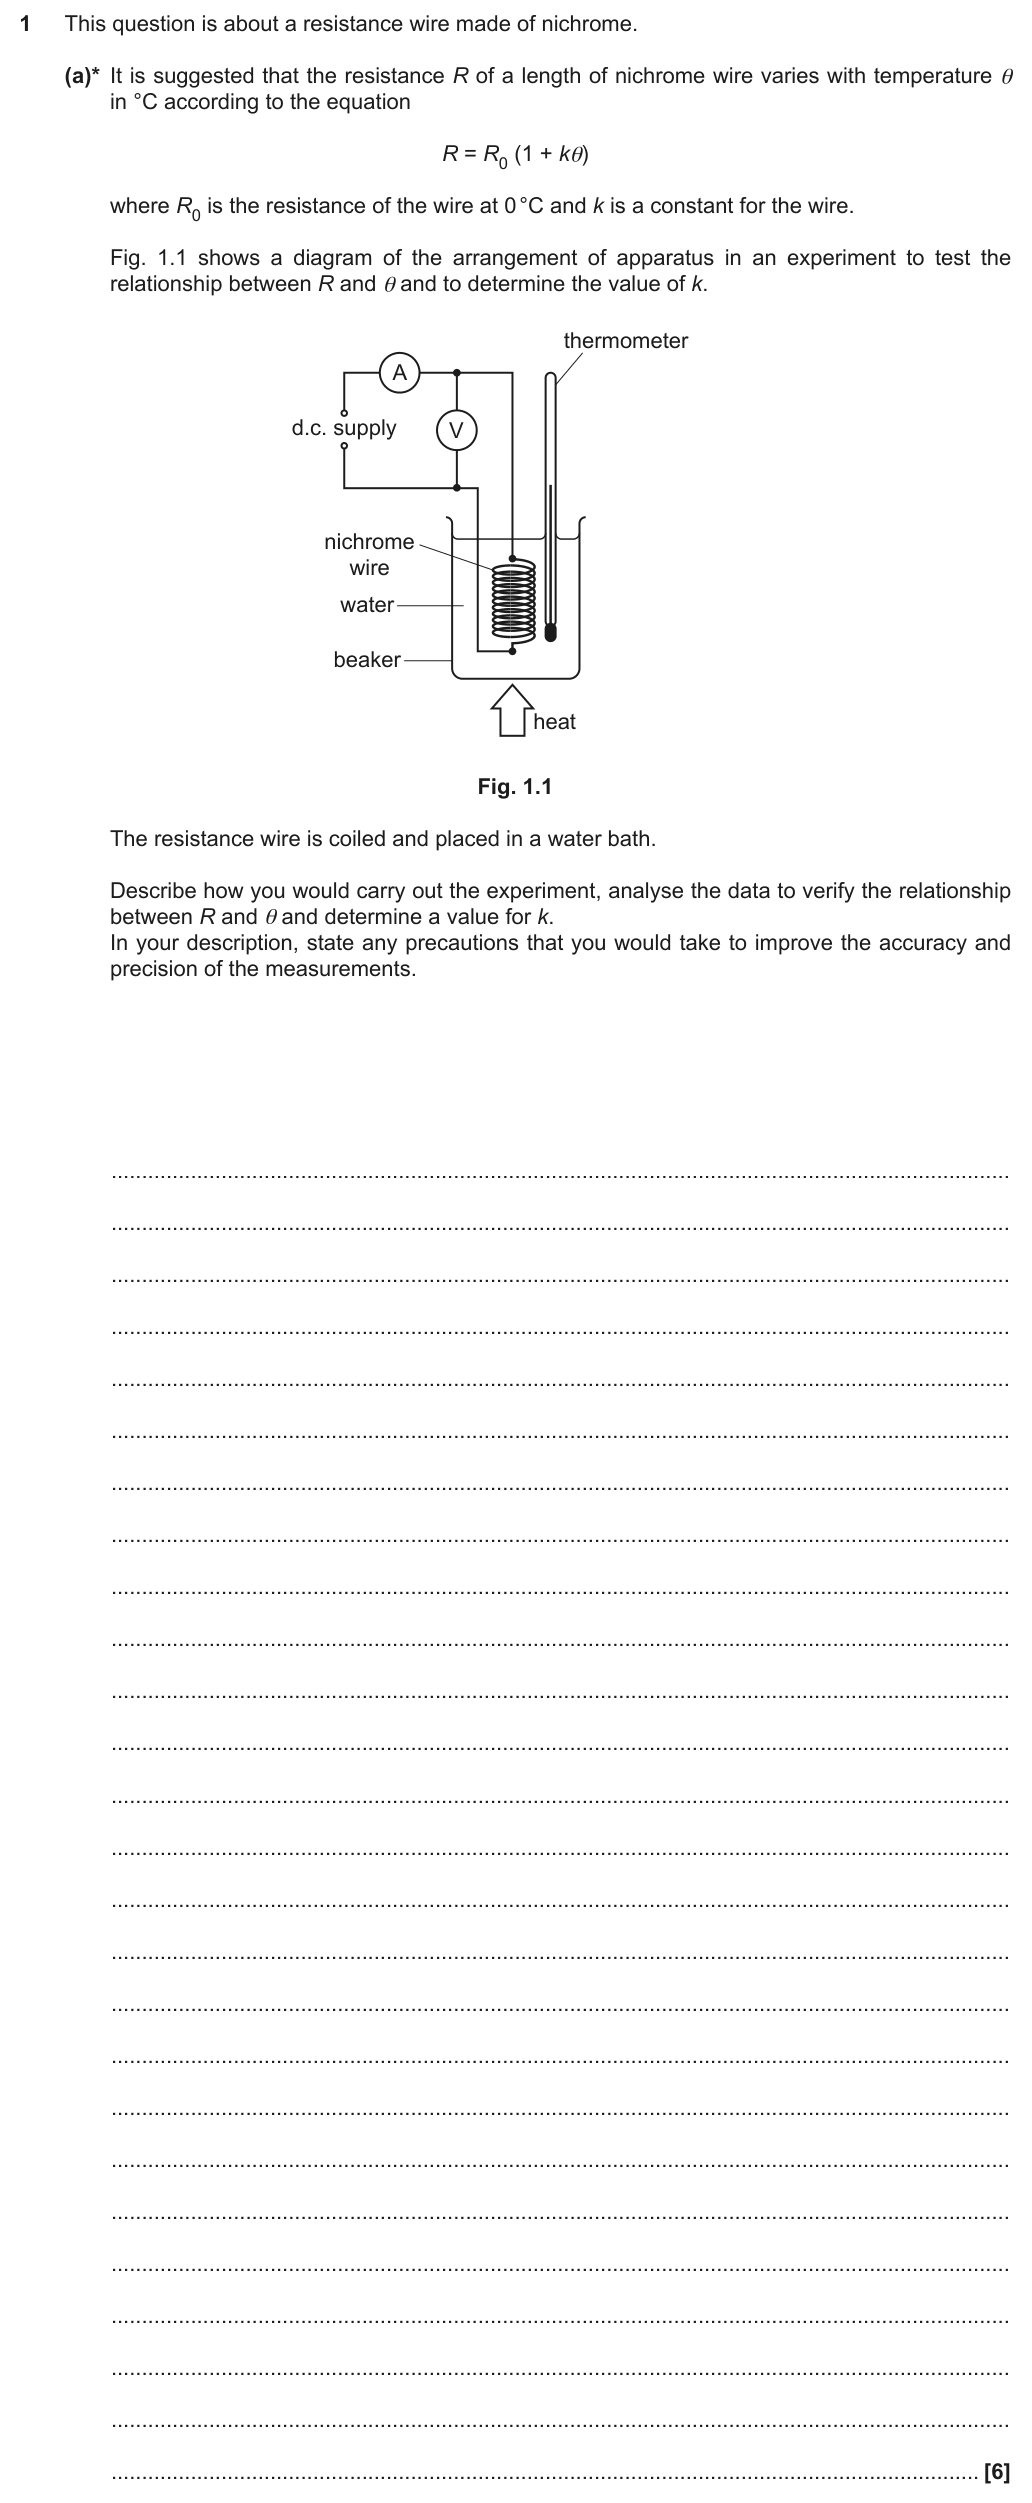 1 This question is about a resistance wire made of nichrome.
(a)* It is suggested that the resistance R of a length of nichrome wire varies with temperature θ
in °C according to the equation
R = R₀ (1 + kθ)
where R₀ is the resistance of the wire at 0 °C and k is a constant for the wire.
Fig. 1.1 shows a diagram of the arrangement of apparatus in an experiment to test the
relationship between R and θ and to determine the value of k.
thermometer
A
d.c. supply
V
nichrome
wire
water
beaker
heat
Fig. 1.1
The resistance wire is coiled and placed in a water bath.
Describe how you would carry out the experiment, analyse the data to verify the relationship
between R and θ and determine a value for k.
In your description, state any precautions that you would take to improve the accuracy and
precision of the measurements.
[6]